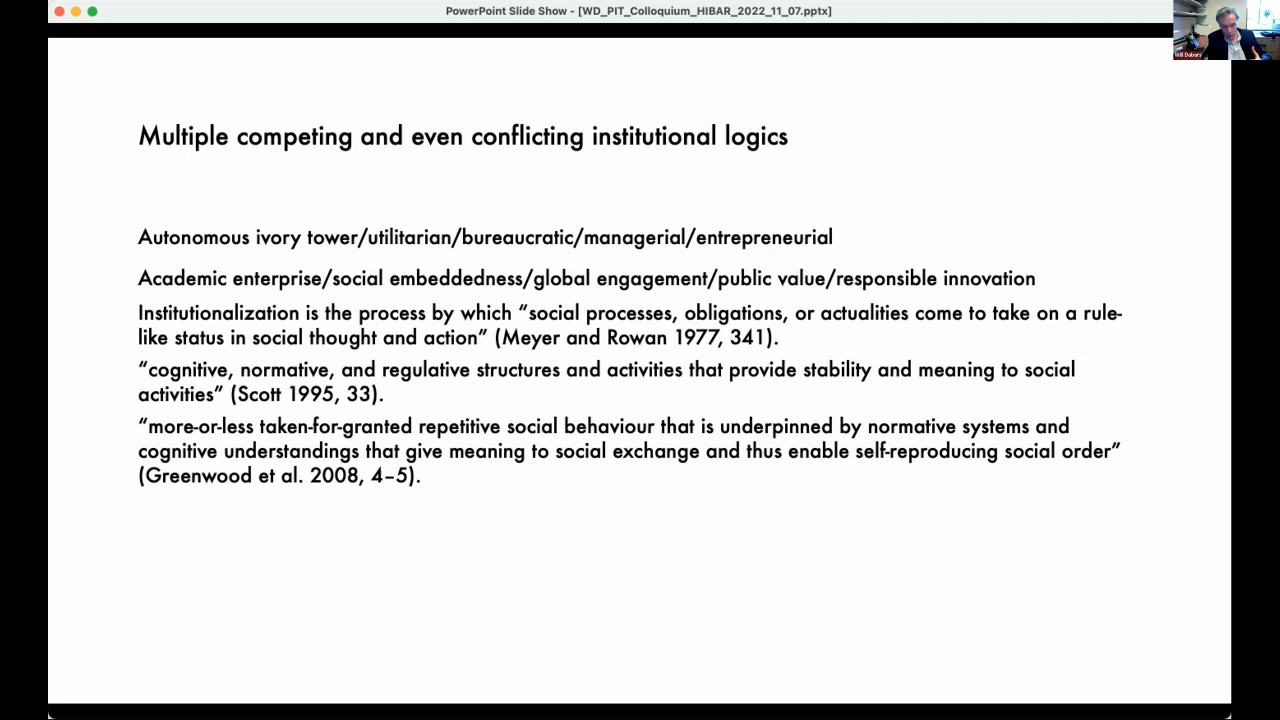 PowerPoint Slide Show - [WD_PIT_Colloquium_HIBAR_2022_11_07.pptx]
Will Dabars
Multiple competing and even conflicting institutional logics
Autonomous ivory tower/utilitarian/bureaucratic/managerial/entrepreneurial
Academic enterprise/social embeddedness/global engagement/public value/responsible innovation
Institutionalization is the process by which “social processes, obligations, or actualities come to take on a rule-
like status in social thought and action” (Meyer and Rowan 1977, 341).
“cognitive, normative, and regulative structures and activities that provide stability and meaning to social
activities” (Scott 1995, 33).
“more-or-less taken-for-granted repetitive social behaviour that is underpinned by normative systems and
cognitive understandings that give meaning to social exchange and thus enable self-reproducing social order”
(Greenwood et al. 2008, 4–5).